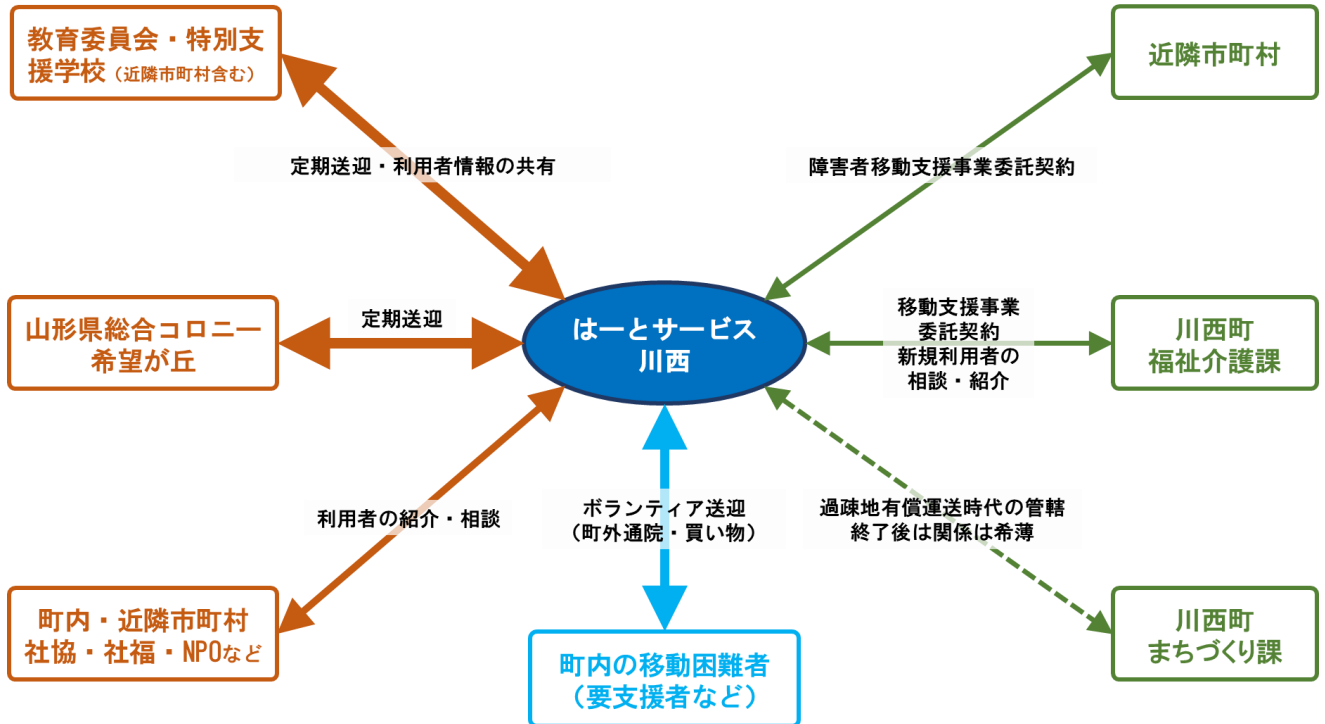 教育委員会・特別支
援学校（近隣市町村含む）
近隣市町村
定期送迎・利用者情報の共有
障害者移動支援事業委託契約
山形県総合コロニー
希望が丘
定期送迎
はーとサービス
川西
移動支援事業
委託契約
新規利用者の
相談・紹介
川西町
福祉介護課
利用者の紹介・相談
ボランティア送迎
（町外通院・買い物）
過疎地有償運送時代の管轄
終了後は関係は希薄
町内・近隣市町村
社協・社福・NPOなど
町内の移動困難者
（要支援者など）
川西町
まちづくり課